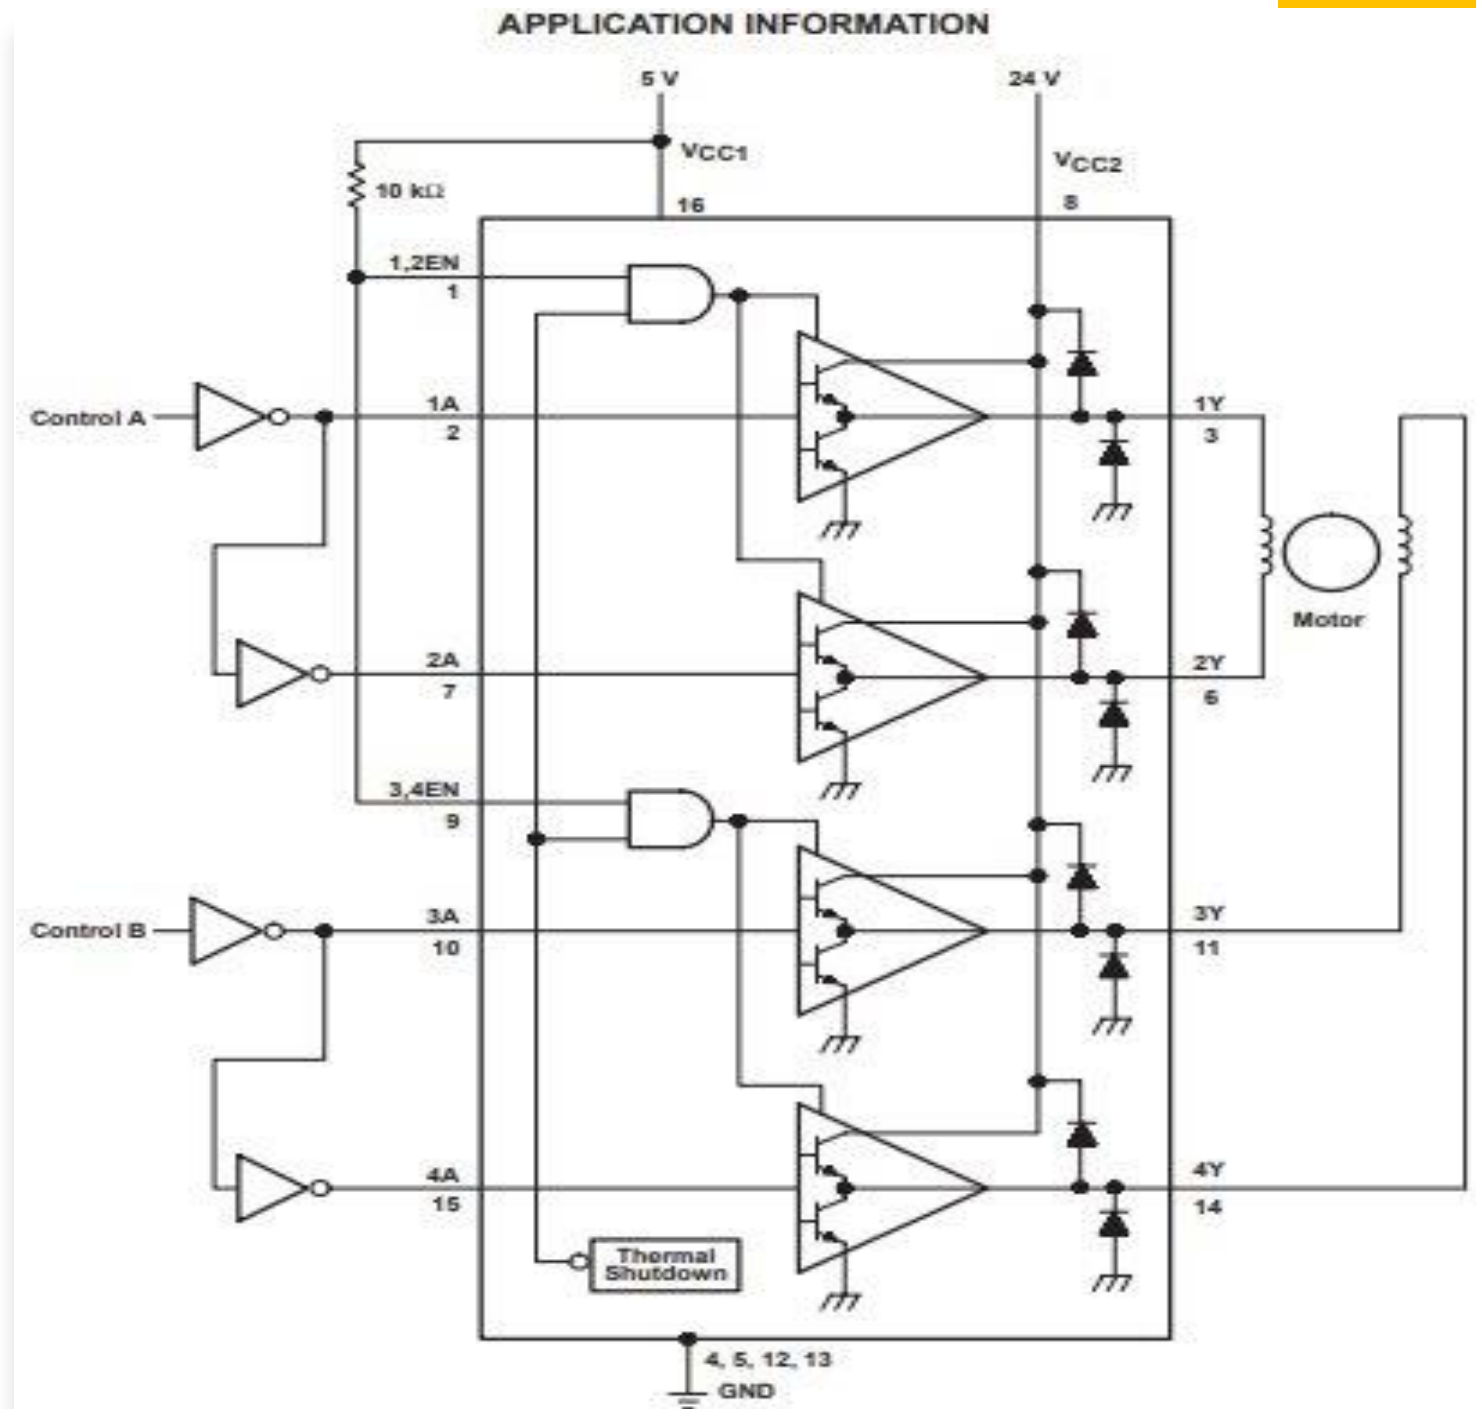 APPLICATION INFORMATION
5 V
24 V
VCC1
VCC2
10 kΩ
16
8
1,2EN
1
Control A
1A
2
1Y
3
Motor
2A
7
2Y
6
3,4EN
9
Control B
3A
10
3Y
11
4A
15
4Y
14
Thermal
Shutdown
4, 5, 12, 13
GND